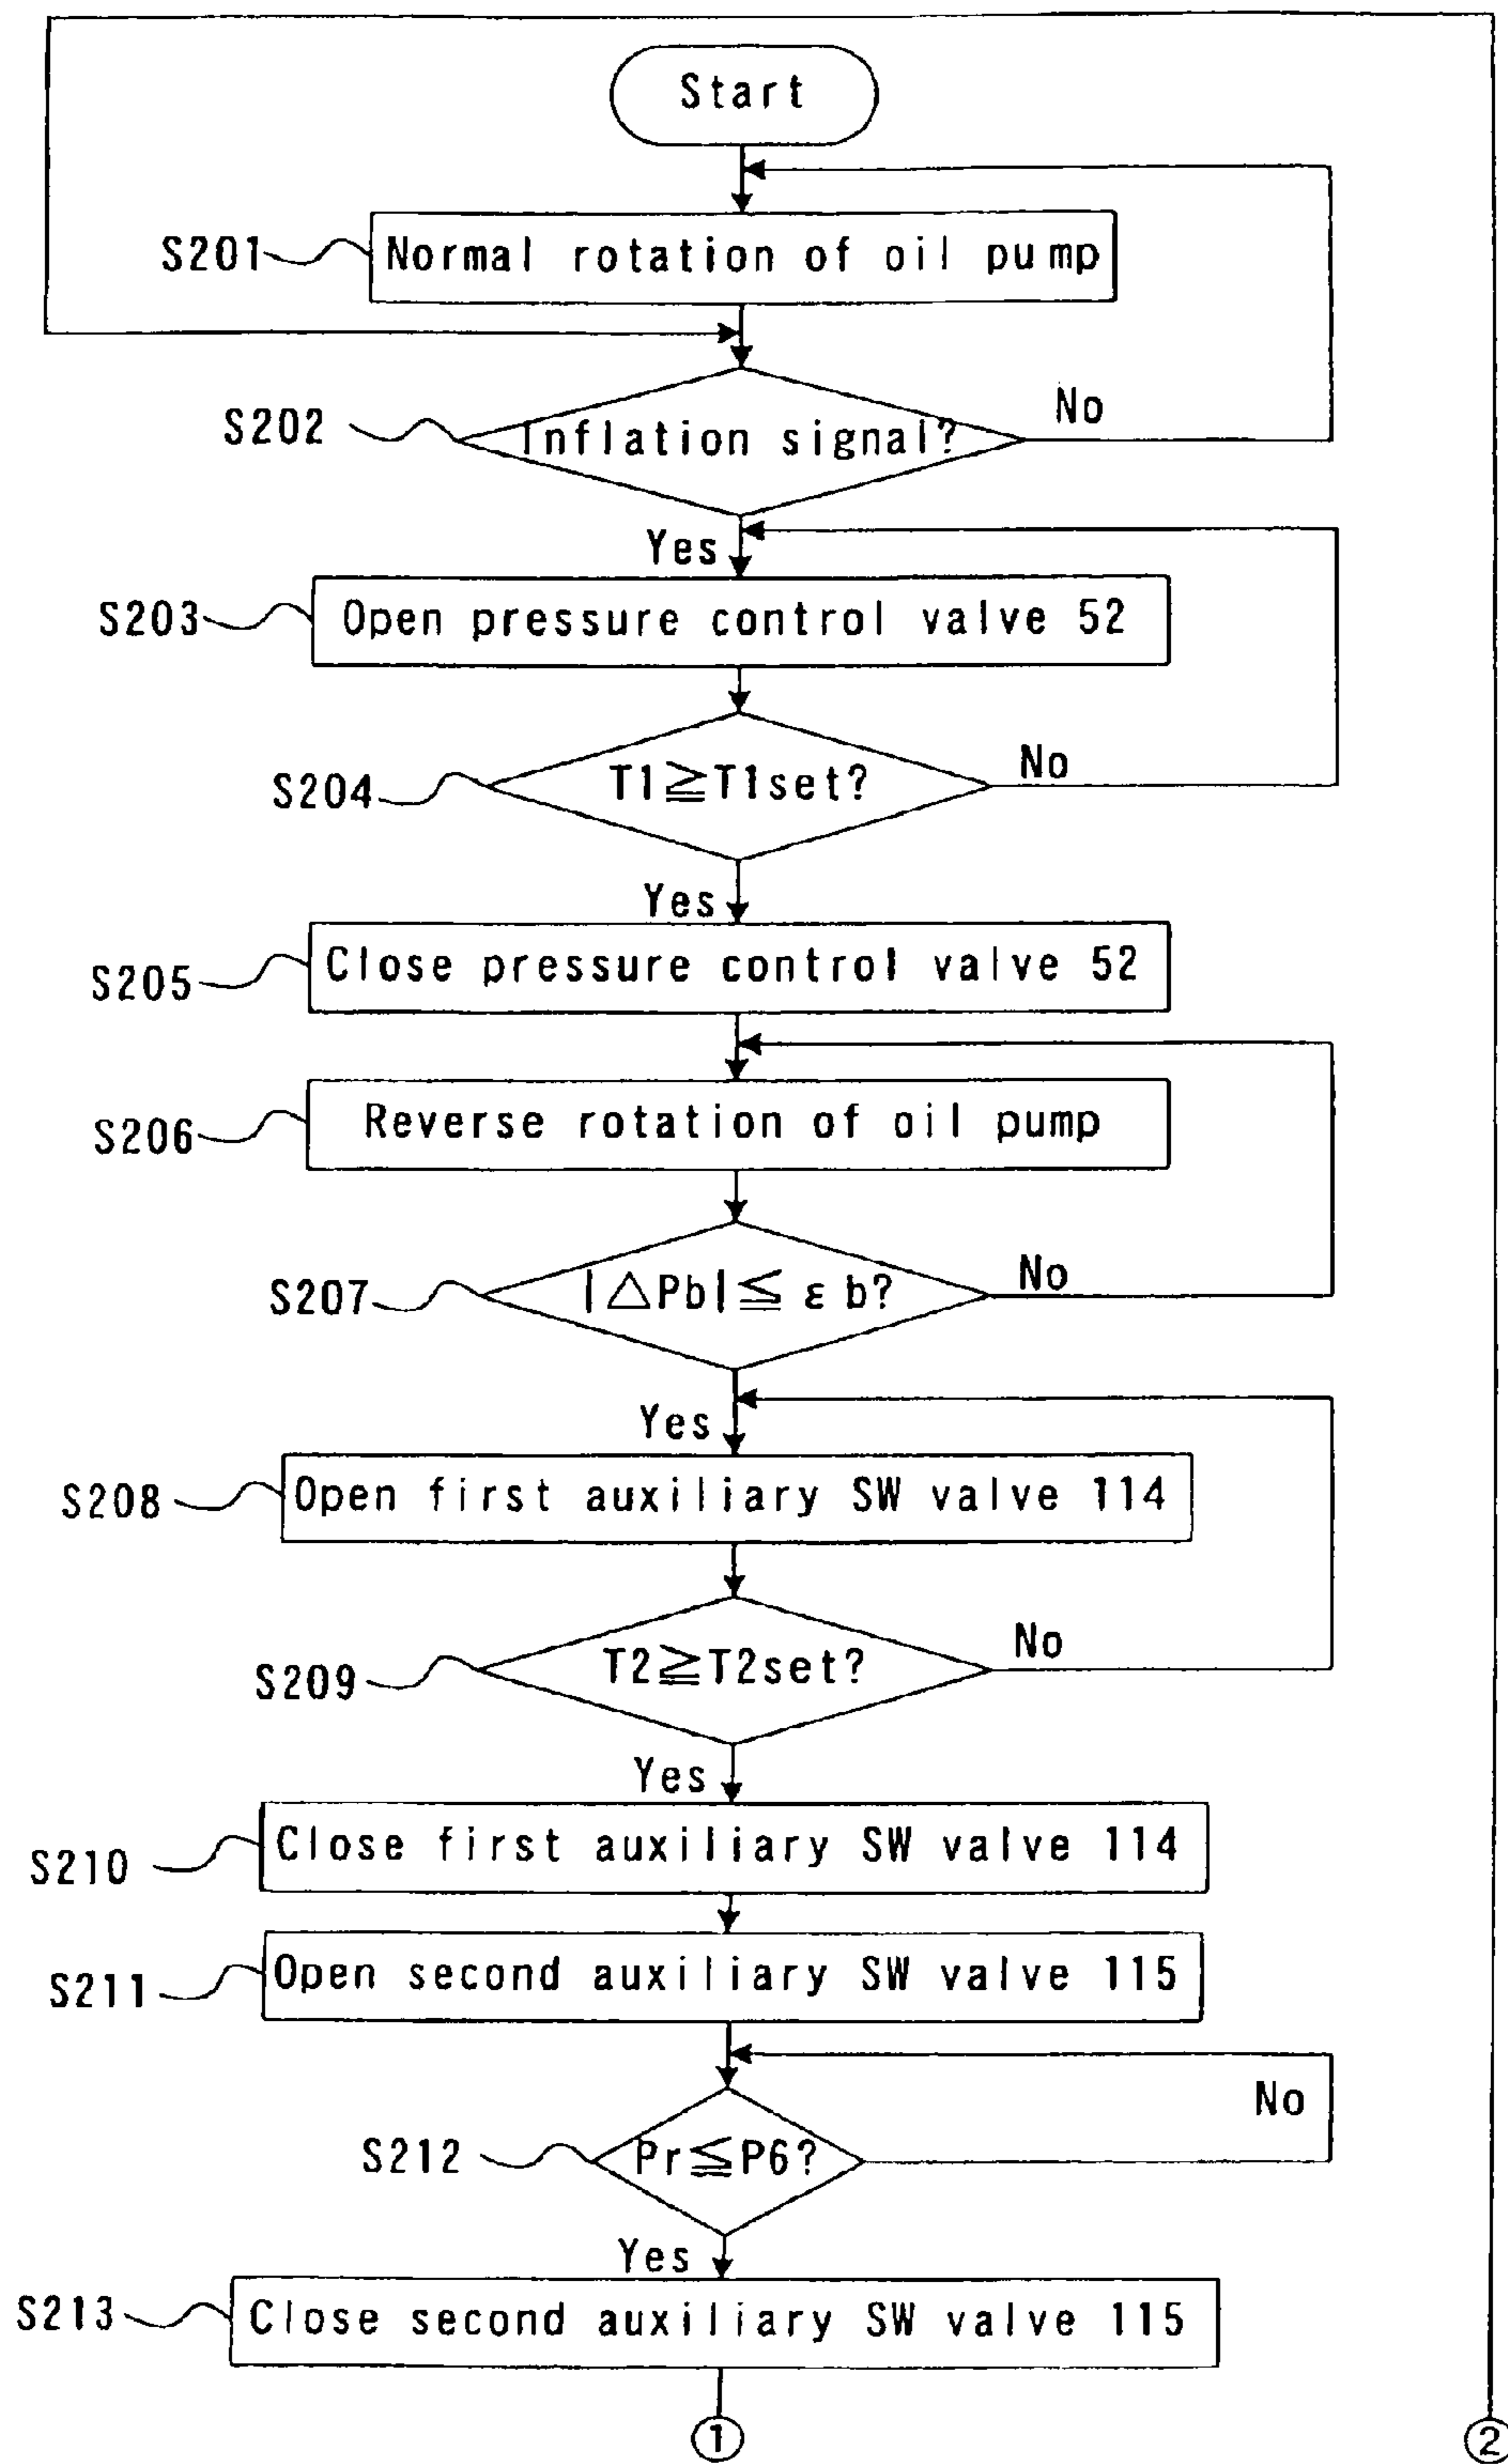 Start
S201 Normal rotation of oil pump
S202 Inflation signal? No
Yes
S203 Open pressure control valve 52
S204 T1≧T1set? No
Yes
S205 Close pressure control valve 52
S206 Reverse rotation of oil pump
S207 |△Pb|≦εb? No
Yes
S208 Open first auxiliary SW valve 114
S209 T2≧T2set? No
Yes
S210 Close first auxiliary SW valve 114
S211 Open second auxiliary SW valve 115
S212 Pr≦P6? No
Yes
S213 Close second auxiliary SW valve 115
① ②